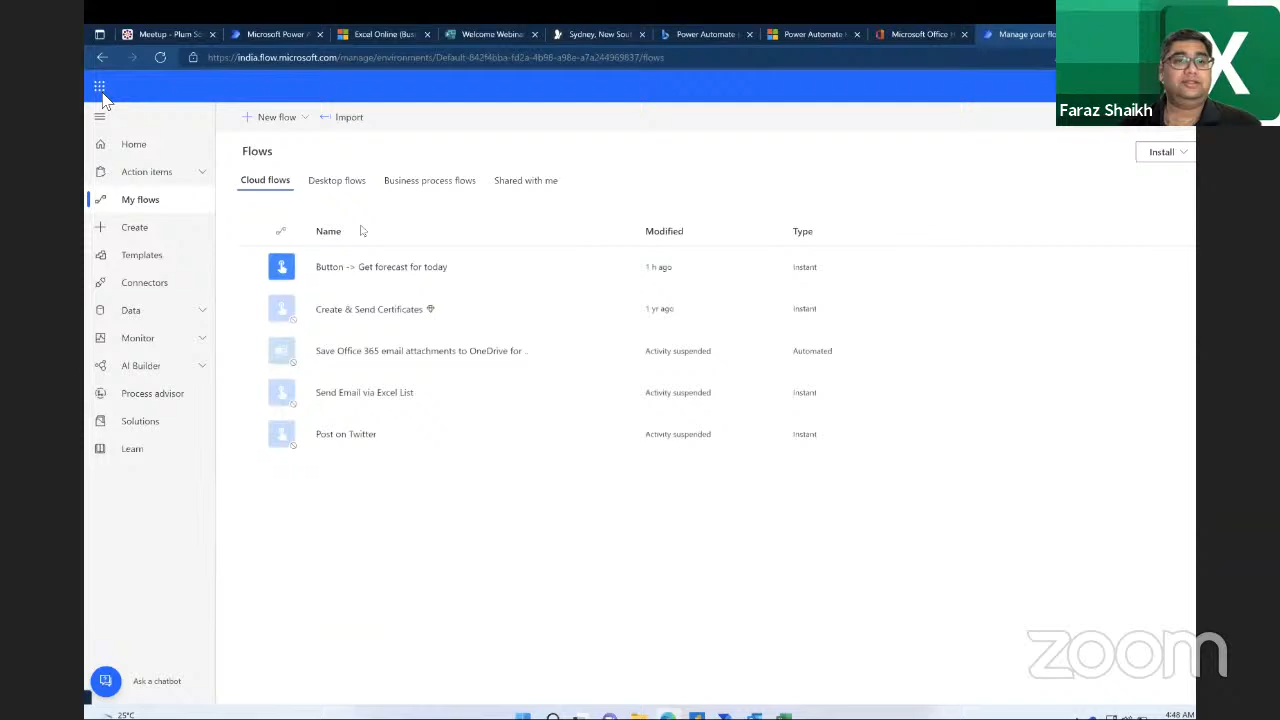 Meetup - Plum Sc
Microsoft Power A
Excel Online (Bus
Welcome Webinar
Sydney, New Sout
Power Automate
Power Automate
Microsoft Office
Manage your flo
https://india.flow.microsoft.com/manage/environments/Default-842f4bba-fd2a-4b98-a98e-a7a244969837/flows
X
Faraz Shaikh
New flow
Import
Flows
Install
Cloud flows
Desktop flows
Business process flows
Shared with me
Home
Action items
My flows
Create
Templates
Connectors
Data
Monitor
AI Builder
Process advisor
Solutions
Learn
Ask a chatbot
Name
Modified
Type
Button -> Get forecast for today
1 h ago
Instant
Create & Send Certificates
1 yr ago
Instant
Save Office 365 email attachments to OneDrive for ..
Activity suspended
Automated
Send Email via Excel List
Activity suspended
Instant
Post on Twitter
Activity suspended
Instant
zoom
25°C
4:48 AM